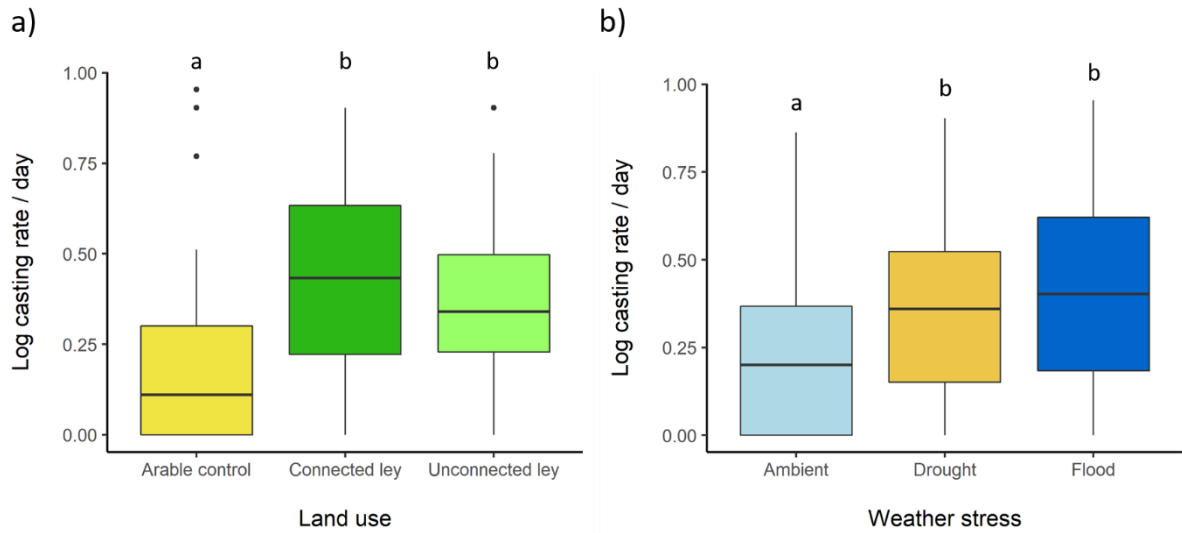 a)
a b b
Log casting rate / day
1.00
0.75
0.50
0.25
0.00
Arable control Connected ley Unconnected ley
Land use
b)
a b b
Log casting rate / day
1.00
0.75
0.50
0.25
0.00
Ambient Drought Flood
Weather stress